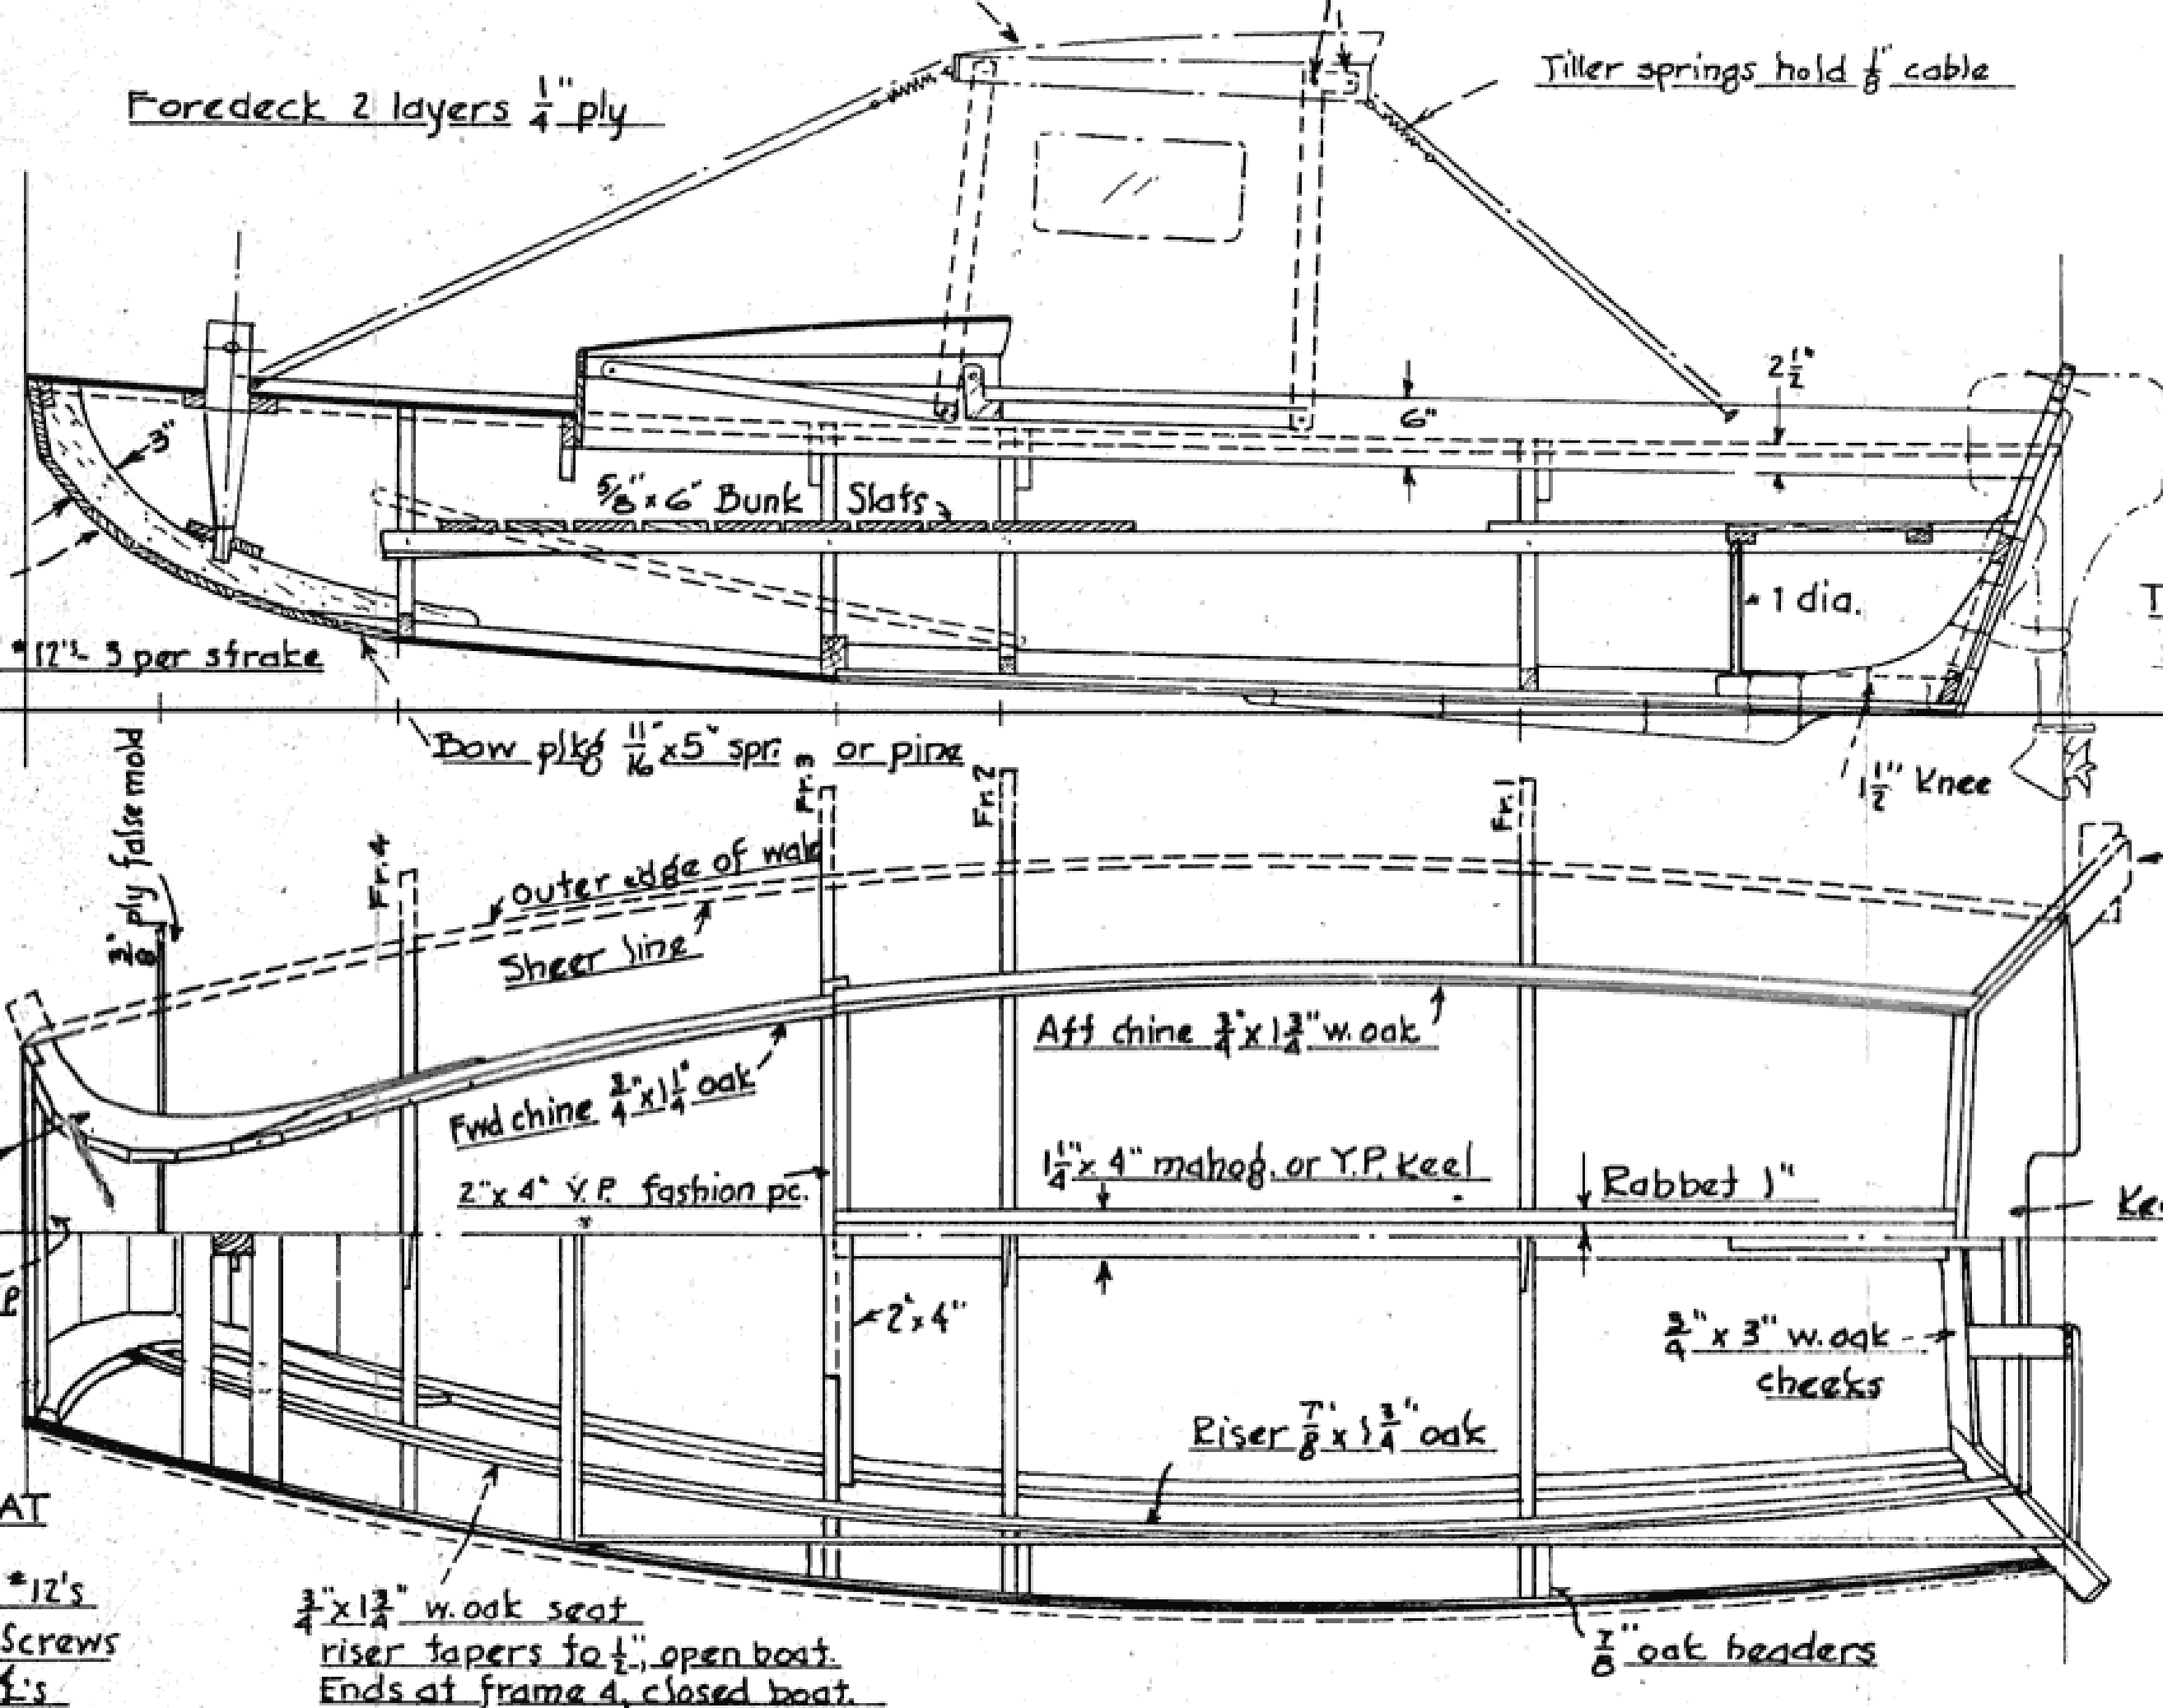 Foredeck 2 layers 1/4" ply
Tiller springs hold 1/8" cable
3"
6"
2 1/2"
5/8" x 6" Bunk Slats
1 dia.
T
#12's - 3 per strake
Bow plkg 11/16" x 5" spr. or pine
1 1/2" Knee
3/8" ply false mold
Fr. 4
Fr. 3
Fr. 2
Fr. 1
outer edge of wale
Sheer line
Aft chine 3/4" x 1 3/4" w. oak
Fwd chine 3/4" x 1 1/4" oak
2" x 4" Y.P. fashion pc.
1 1/4" x 4" mahog. or Y.P. Keel
Rabbet 1"
Ke
P
2" x 4"
3/4" x 3" w. oak
cheeks
Riser 7/8" x 1 3/4" oak
AT
#12's
Screws
3/4" x 1 3/4" w. oak seat
riser tapers to 1/2", open boat.
Ends at frame 4, closed boat.
7/8" oak headers